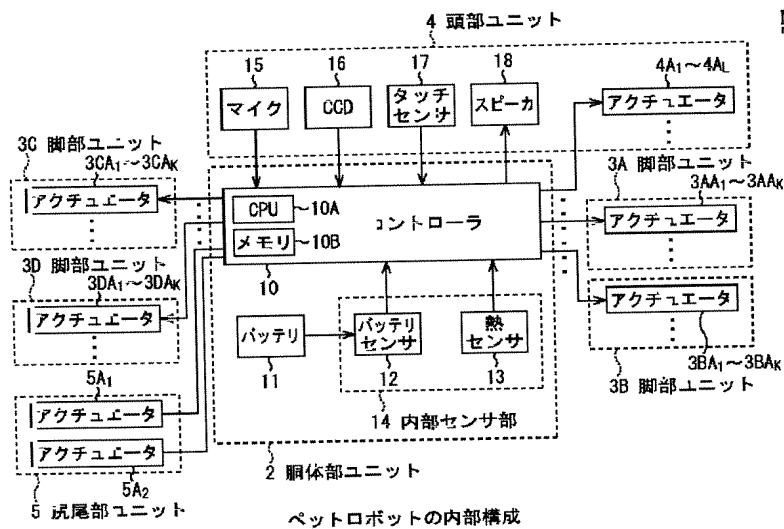 4 頭部ユニット
15
16
17
18
4A1～4AL
マイク
CCD
タッチ
センサ
スピーカ
アクチュエータ
3C 脚部ユニット
3CA1～3CAK
アクチュエータ
3A 脚部ユニット
3AA1～3AAK
アクチュエータ
CPU
10A
メモリ
10B
コントローラ
10
3D 脚部ユニット
3DA1～3DAK
アクチュエータ
アクチュエータ
3BA1～3BAK
3B 脚部ユニット
バッテリ
11
バッテリ
センサ
12
熱
センサ
13
14 内部センサ部
5A1
アクチュエータ
アクチュエータ
5A2
5 尻尾部ユニット
2 胴体部ユニット
ペットロボットの内部構成